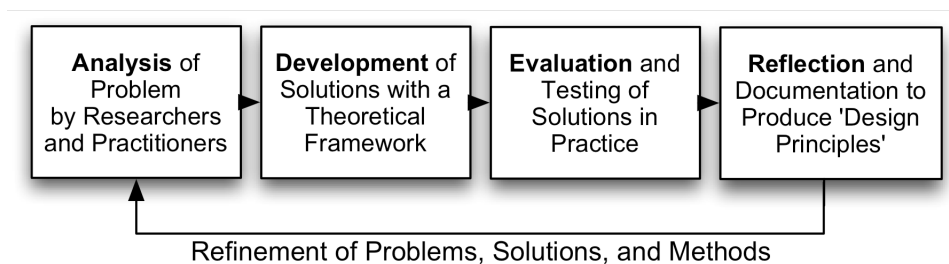 Analysis of
Problem
by Researchers
and Practitioners
Development of
Solutions with a
Theoretical
Framework
Evaluation and
Testing of
Solutions in
Practice
Reflection and
Documentation to
Produce 'Design
Principles'
Refinement of Problems, Solutions, and Methods